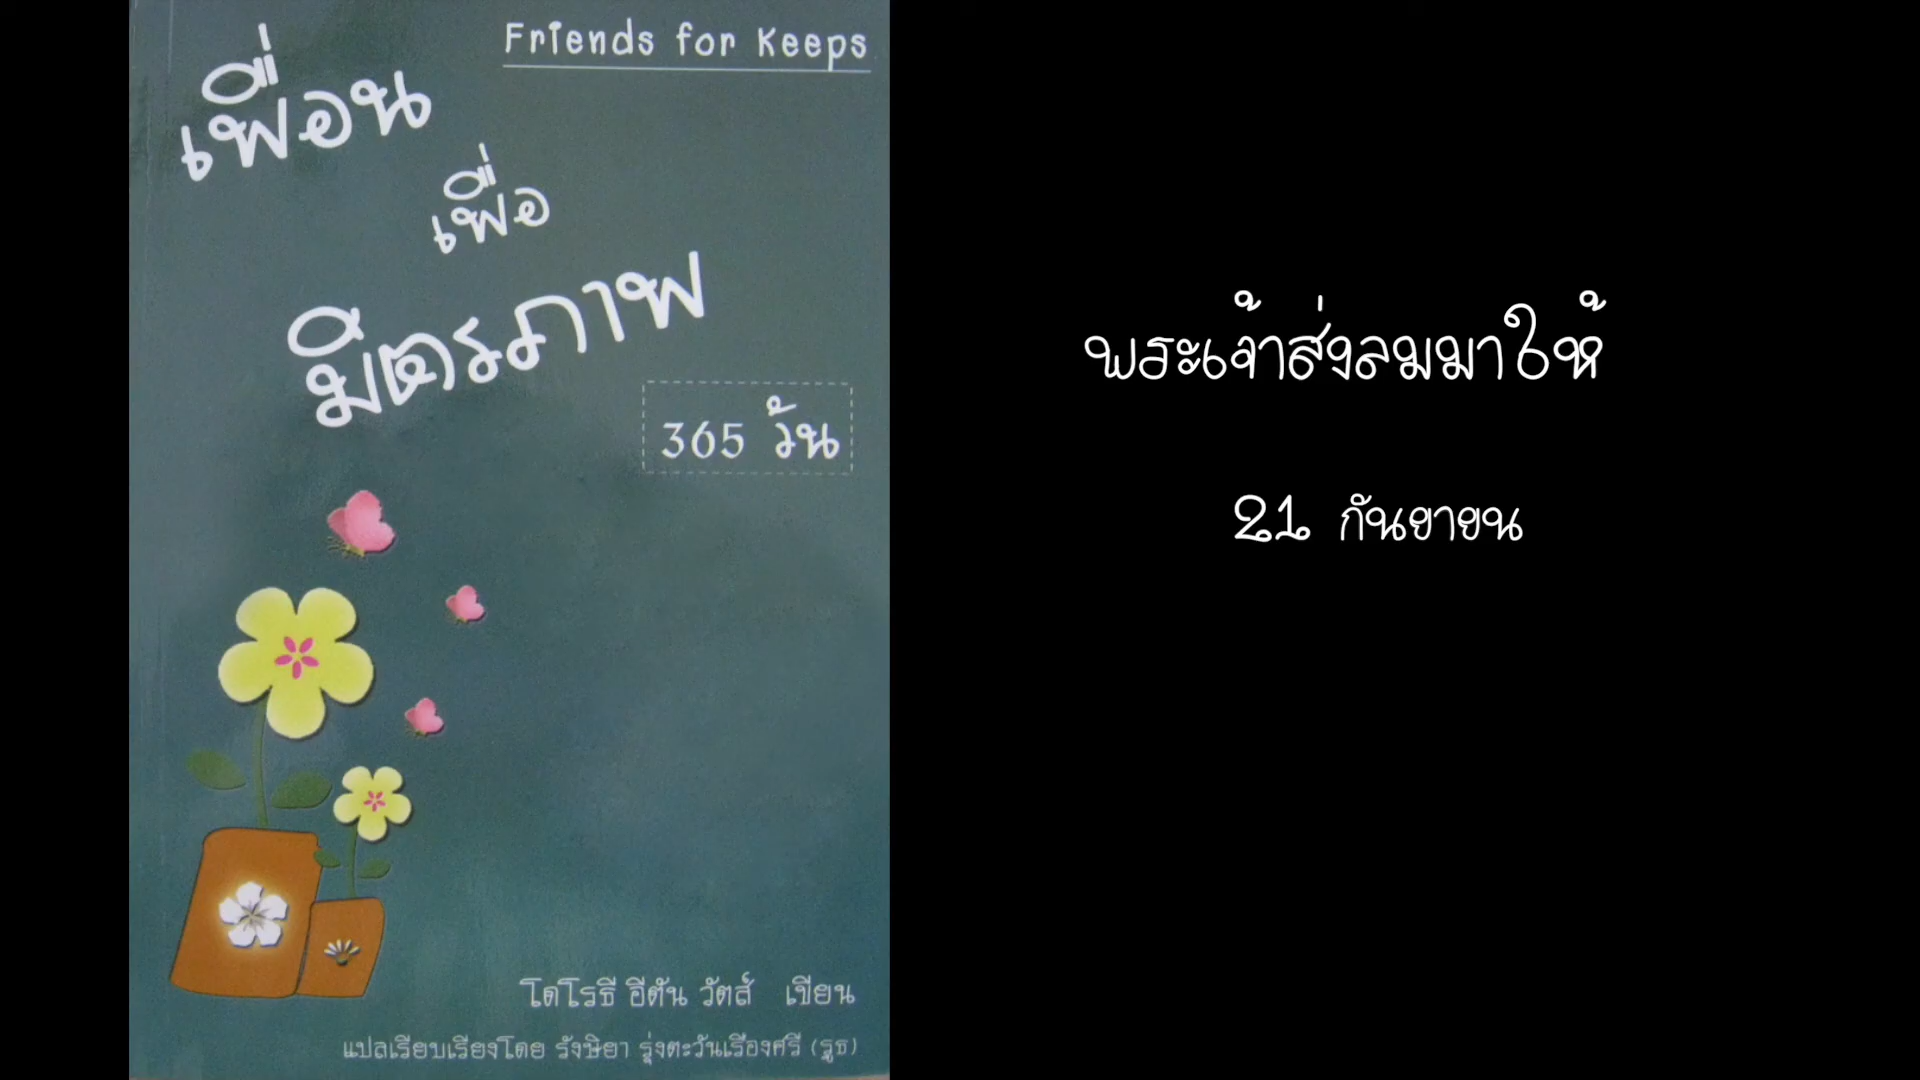 Friends for Keeps
เพื่อน
เพื่อ
มิตรภาพ
365 วัน
โดโรธี อีตัน วัตส์ เขียน
แปลเรียบเรียงโดย รังษิยา รุ่งตะวันเรืองศรี (รูธ)
พระเจ้าส่งลมมาให้
21 กันยายน